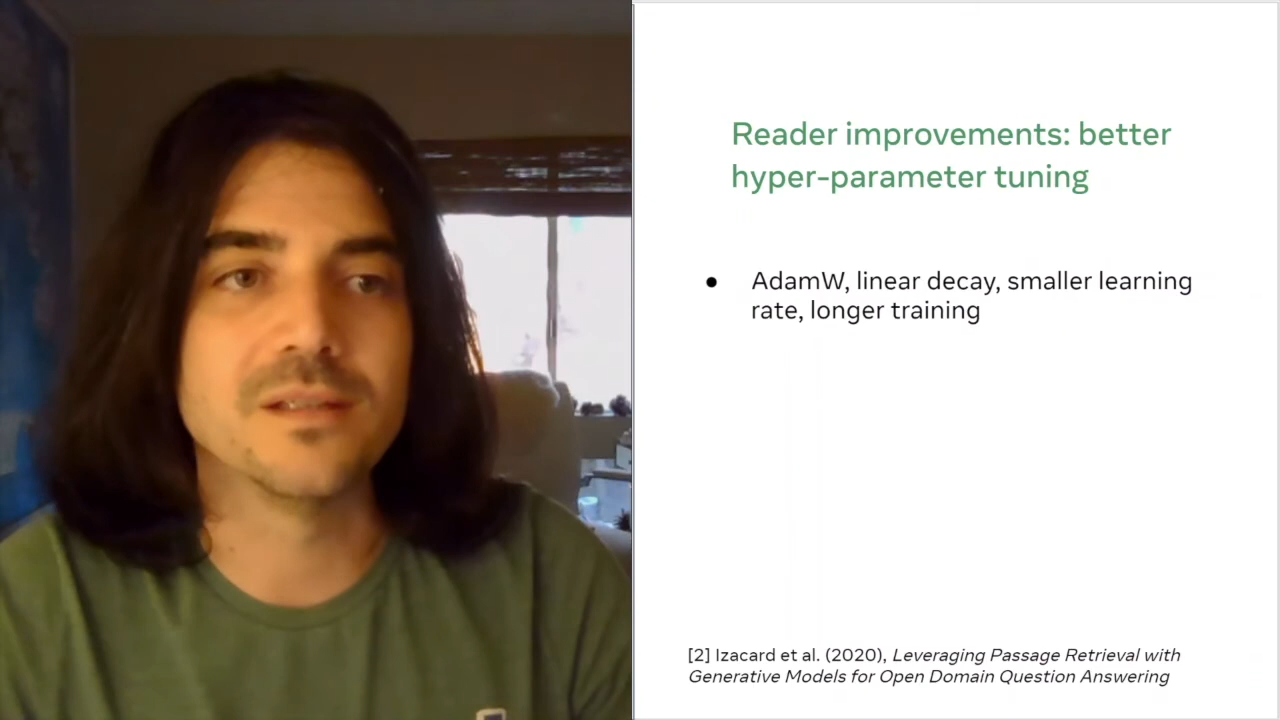 Reader improvements: better
hyper-parameter tuning
● AdamW, linear decay, smaller learning
rate, longer training
[2] Izacard et al. (2020), Leveraging Passage Retrieval with
Generative Models for Open Domain Question Answering